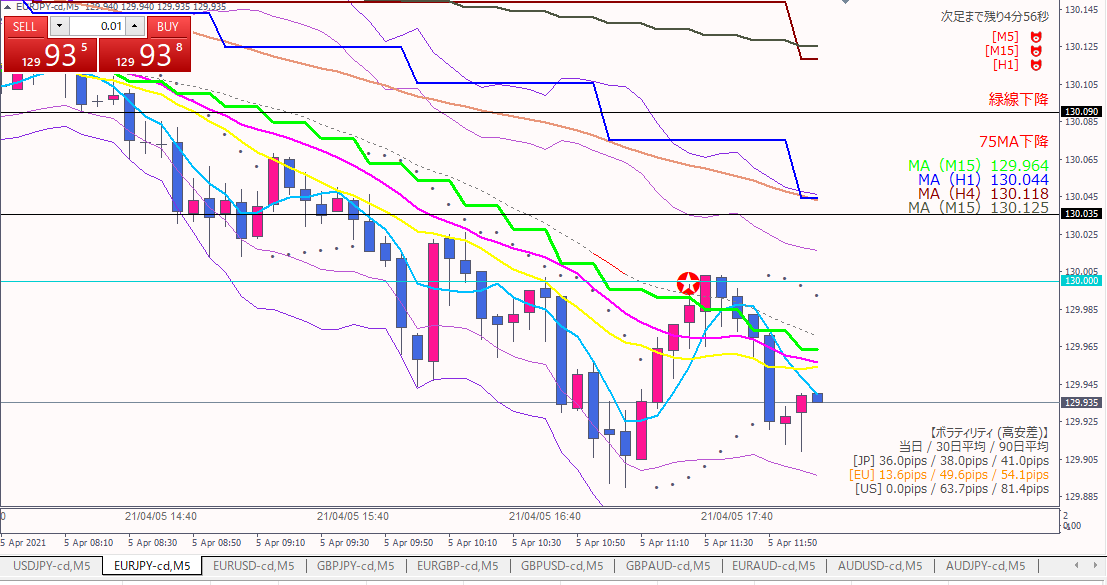 EURJPY-cd,M5 129.940 129.940 129.935 129.935
SELL 0.01 BUY
129 93 5 129 93 8
次足まで残り4分56秒
[M5]
[M15]
[H1]
緑線下降
75MA下降
MA (M15) 129.964
MA (H1) 130.044
MA (H4) 130.118
MA (M15) 130.125
130.145
130.125
130.090
130.085
130.065
130.045
130.035
130.025
130.005
130.000
129.985
129.965
129.945
129.935
129.925
129.905
129.885
【ボラティリティ (高安差)】
当日 / 30日平均 / 90日平均
[JP] 36.0pips / 38.0pips / 41.0pips
[EU] 13.6pips / 49.6pips / 54.1pips
[US] 0.0pips / 63.7pips / 81.4pips
0 21/04/05 14:40 21/04/05 15:40 21/04/05 16:40 21/04/05 17:40
2
5 Apr 2021 5 Apr 08:10 5 Apr 08:30 5 Apr 08:50 5 Apr 09:10 5 Apr 09:30 5 Apr 09:50 5 Apr 10:10 5 Apr 10:30 5 Apr 10:50 5 Apr 11:10 5 Apr 11:30 5 Apr 11:50
USDJPY-cd,M5 EURJPY-cd,M5 EURUSD-cd,M5 GBPJPY-cd,M5 EURGBP-cd,M5 GBPUSD-cd,M5 GBPAUD-cd,M5 EURAUD-cd,M5 AUDUSD-cd,M5 AUDJPY-cd,M5